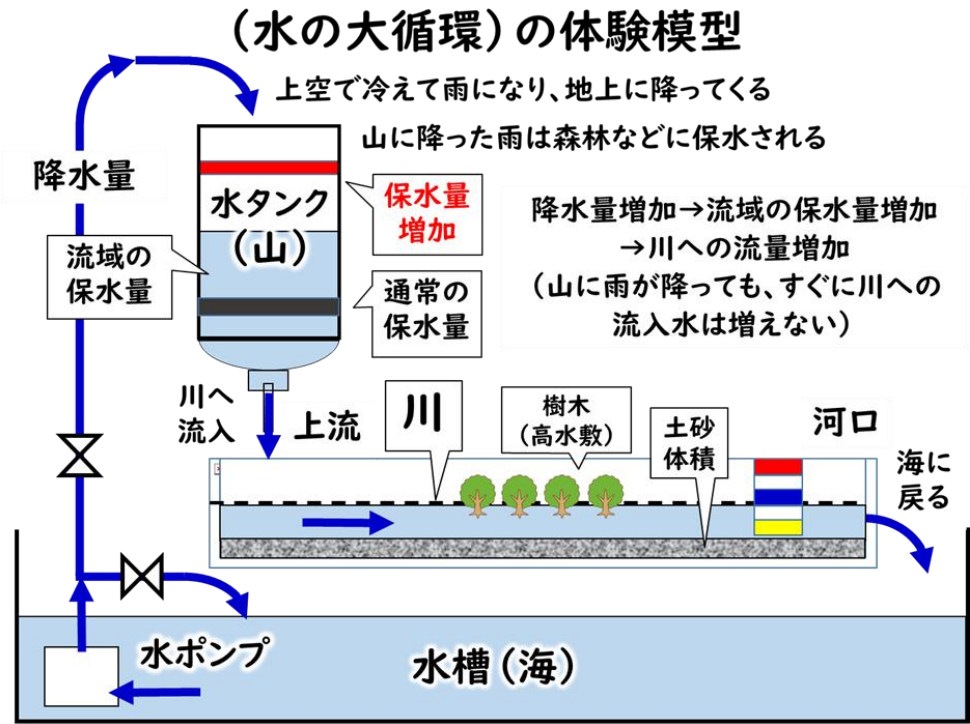 （水の大循環）の体験模型
上空で冷えて雨になり、地上に降ってくる
山に降った雨は森林などに保水される
降水量
水タンク
（山）
保水量
増加
流域の
保水量
通常の
保水量
降水量増加→流域の保水量増加
→川への流量増加
（山に雨が降っても、すぐに川への
流入水は増えない）
川へ
流入
上流
川
樹木
（高水敷）
土砂
体積
河口
海に
戻る
水ポンプ
水槽（海）